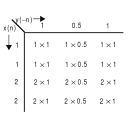 y(−n) 1 0.5 1
x(n)
1 1 × 1 1 × 0.5 1 × 1
1 1 × 1 1 × 0.5 1 × 1
2 2 × 1 2 × 0.5 2 × 1
2 2 × 1 2 × 0.5 2 × 1